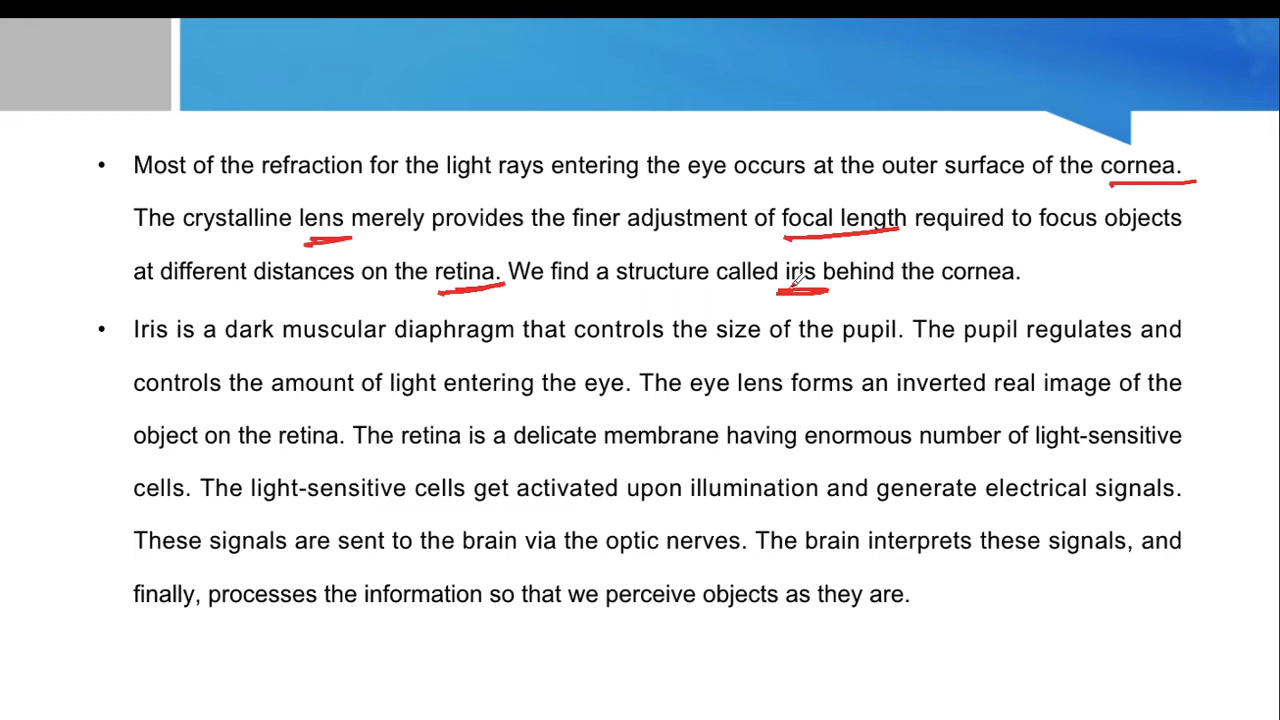 • Most of the refraction for the light rays entering the eye occurs at the outer surface of the cornea.
The crystalline lens merely provides the finer adjustment of focal length required to focus objects
at different distances on the retina. We find a structure called iris behind the cornea.
• Iris is a dark muscular diaphragm that controls the size of the pupil. The pupil regulates and
controls the amount of light entering the eye. The eye lens forms an inverted real image of the
object on the retina. The retina is a delicate membrane having enormous number of light-sensitive
cells. The light-sensitive cells get activated upon illumination and generate electrical signals.
These signals are sent to the brain via the optic nerves. The brain interprets these signals, and
finally, processes the information so that we perceive objects as they are.